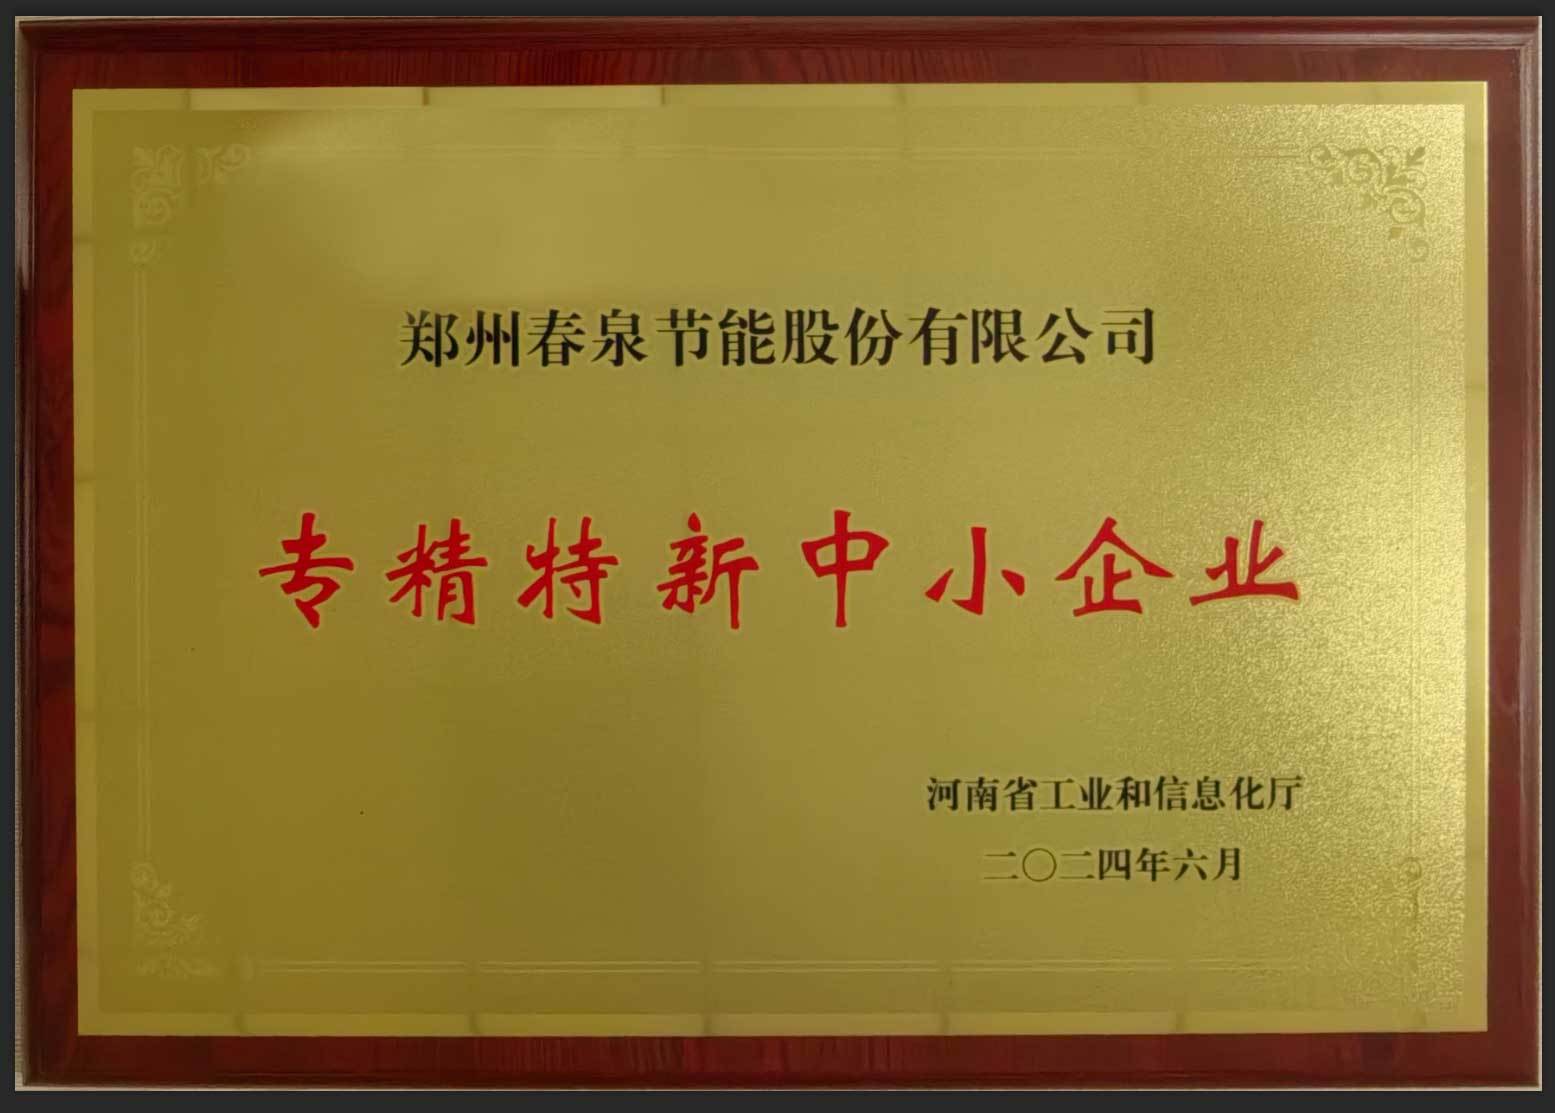 郑州春泉节能股份有限公司
专精特新中小企业
河南省工业和信息化厅
二〇二四年六月